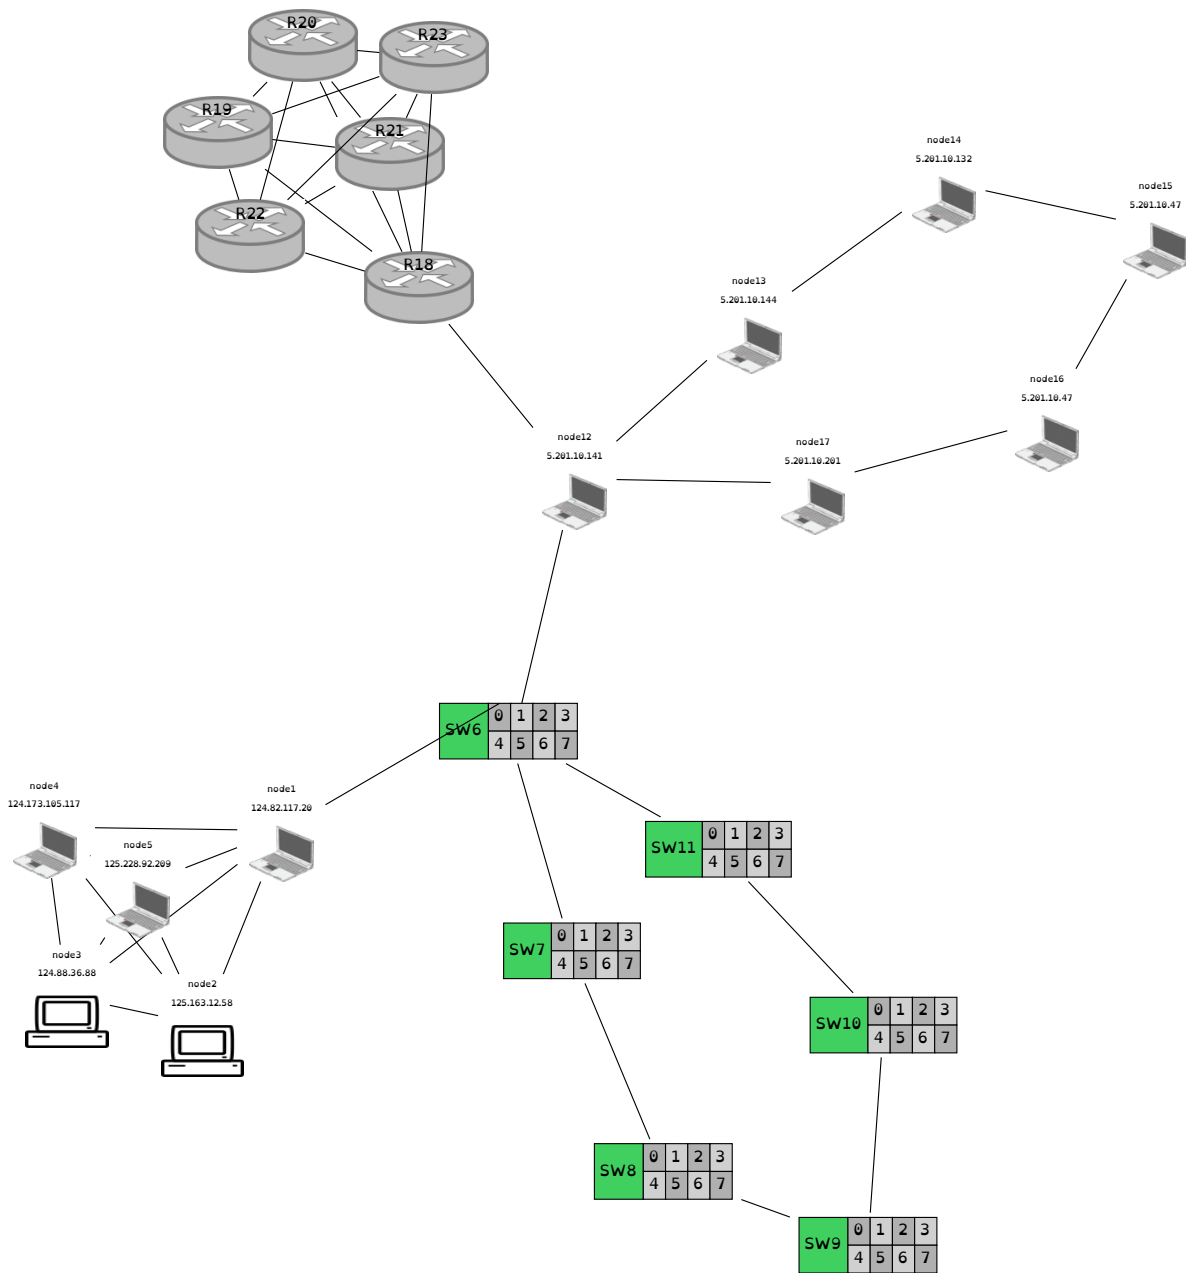 R20
R23
R19
R21
R22
R18
node14
5.201.10.132
node15
5.201.10.47
node13
5.201.10.144
node16
5.201.10.47
node12
5.201.10.141
node17
5.201.10.201
SW6 0 1 2 3
4 5 6 7
node4
124.173.105.117
node1
124.82.117.20
node5
125.228.92.209
SW11 0 1 2 3
4 5 6 7
SW7 0 1 2 3
4 5 6 7
node3
124.88.36.88
node2
125.163.12.58
SW10 0 1 2 3
4 5 6 7
SW8 0 1 2 3
4 5 6 7
SW9 0 1 2 3
4 5 6 7